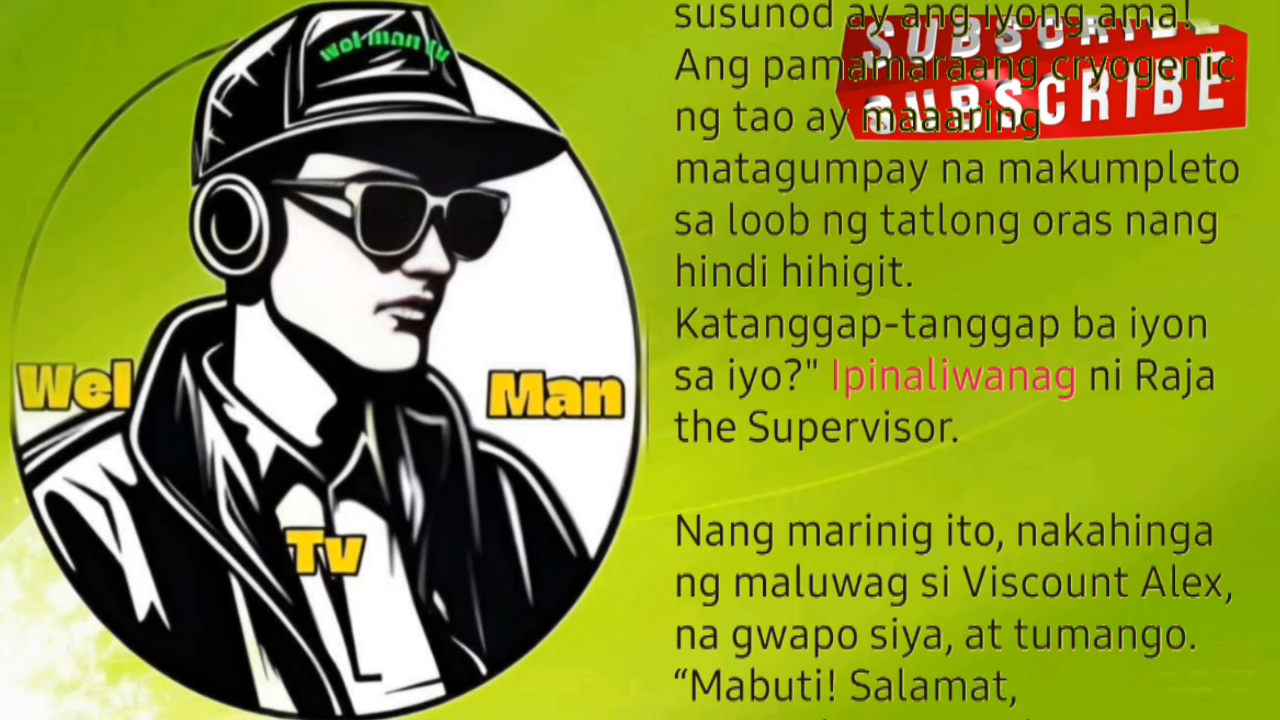 wel man tv
Wel
Man
Tv
SUBSCRIBE
SUBSCRIBE
susunod ay ang iyong ama!
Ang pamamaraang cryogenic
ng tao ay maaaring
matagumpay na makumpleto
sa loob ng tatlong oras nang
hindi hihigit.
Katanggap-tanggap ba iyon
sa iyo?" Ipinaliwanag ni Raja
the Supervisor.
Nang marinig ito, nakahinga
ng maluwag si Viscount Alex,
na gwapo siya, at tumango.
“Mabuti! Salamat,